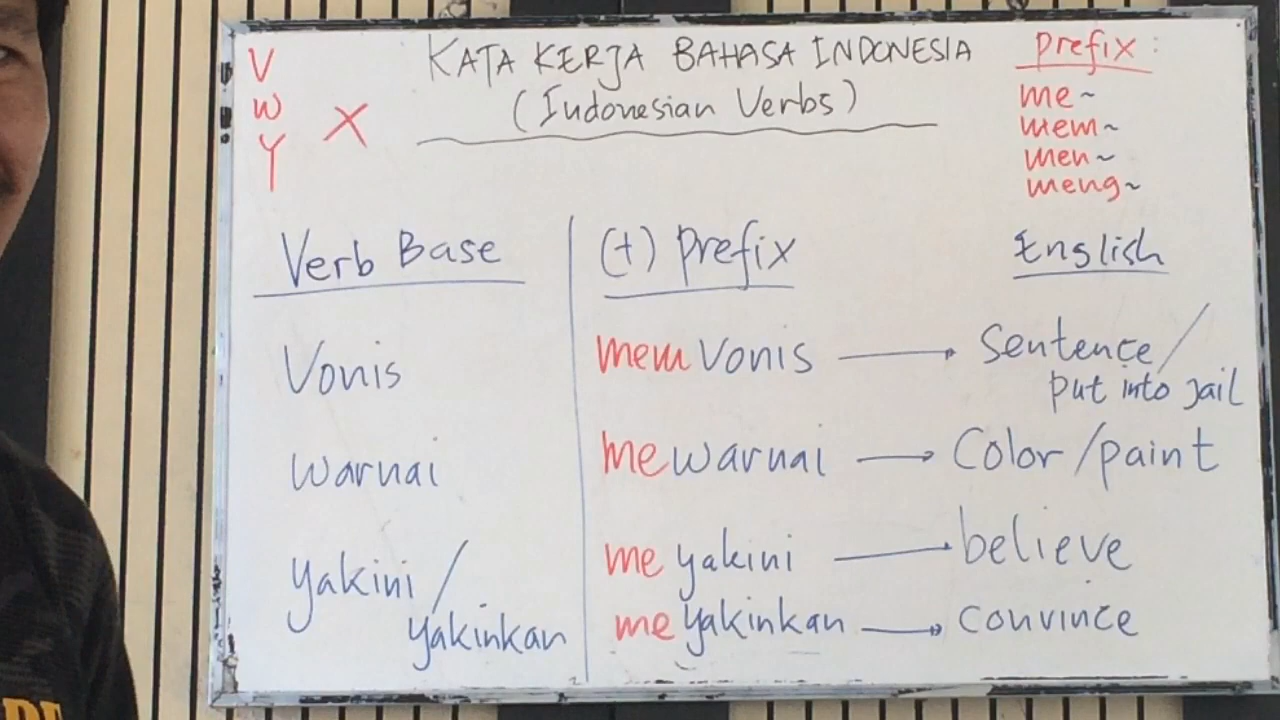 V
W
Y
X
KATA KERJA BAHASA INDONESIA
(Indonesian Verbs)
Prefix :
me~
mem~
men~
meng~
Verb Base
(+) Prefix
English
Vonis
memvonis → Sentence/
put into jail
warnai
mewarnai → Color/paint
yakini /
yakinkan
meyakini → believe
meyakinkan → convince